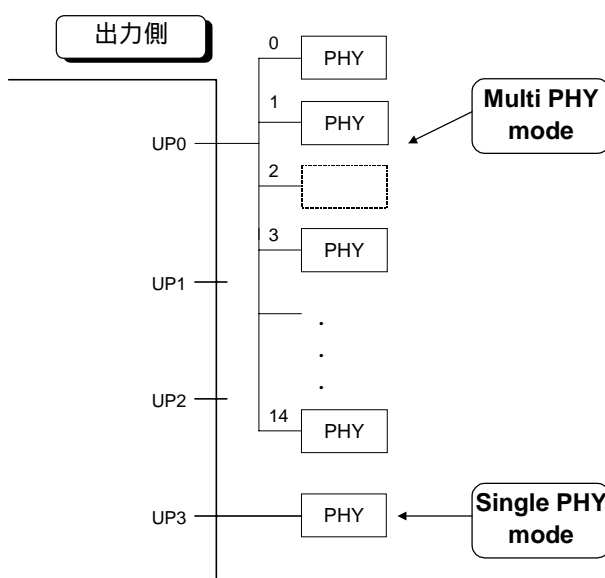 出力側
0
PHY
1
PHY
Multi PHY
mode
UP0
2
3
PHY
UP1
.
.
.
UP2
14
PHY
UP3
PHY
Single PHY
mode